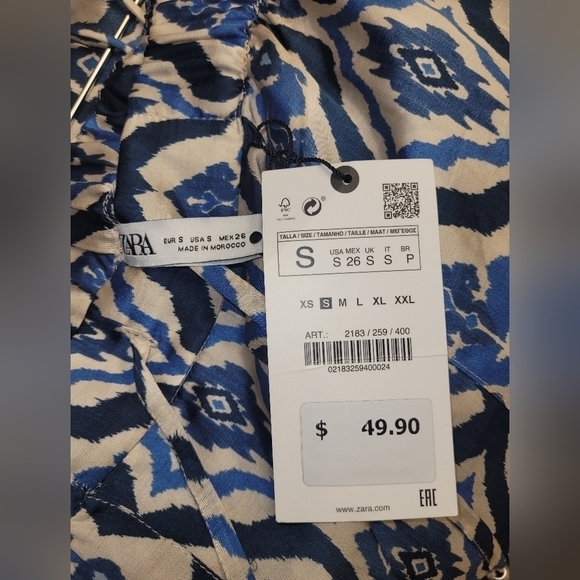 ZARA
EUR S USA S MEX 26
MADE IN MOROCCO
FSC
TALLA / SIZE / TAMANHO / TAILLE / MAAT / ΜΕΓΕΘΟΣ
S
USA MEX UK IT BR
S 26 S S P
XS S M L XL XXL
ART.: 2183 / 259 / 400
02183259400024
$ 49.90
www.zara.com
EAC